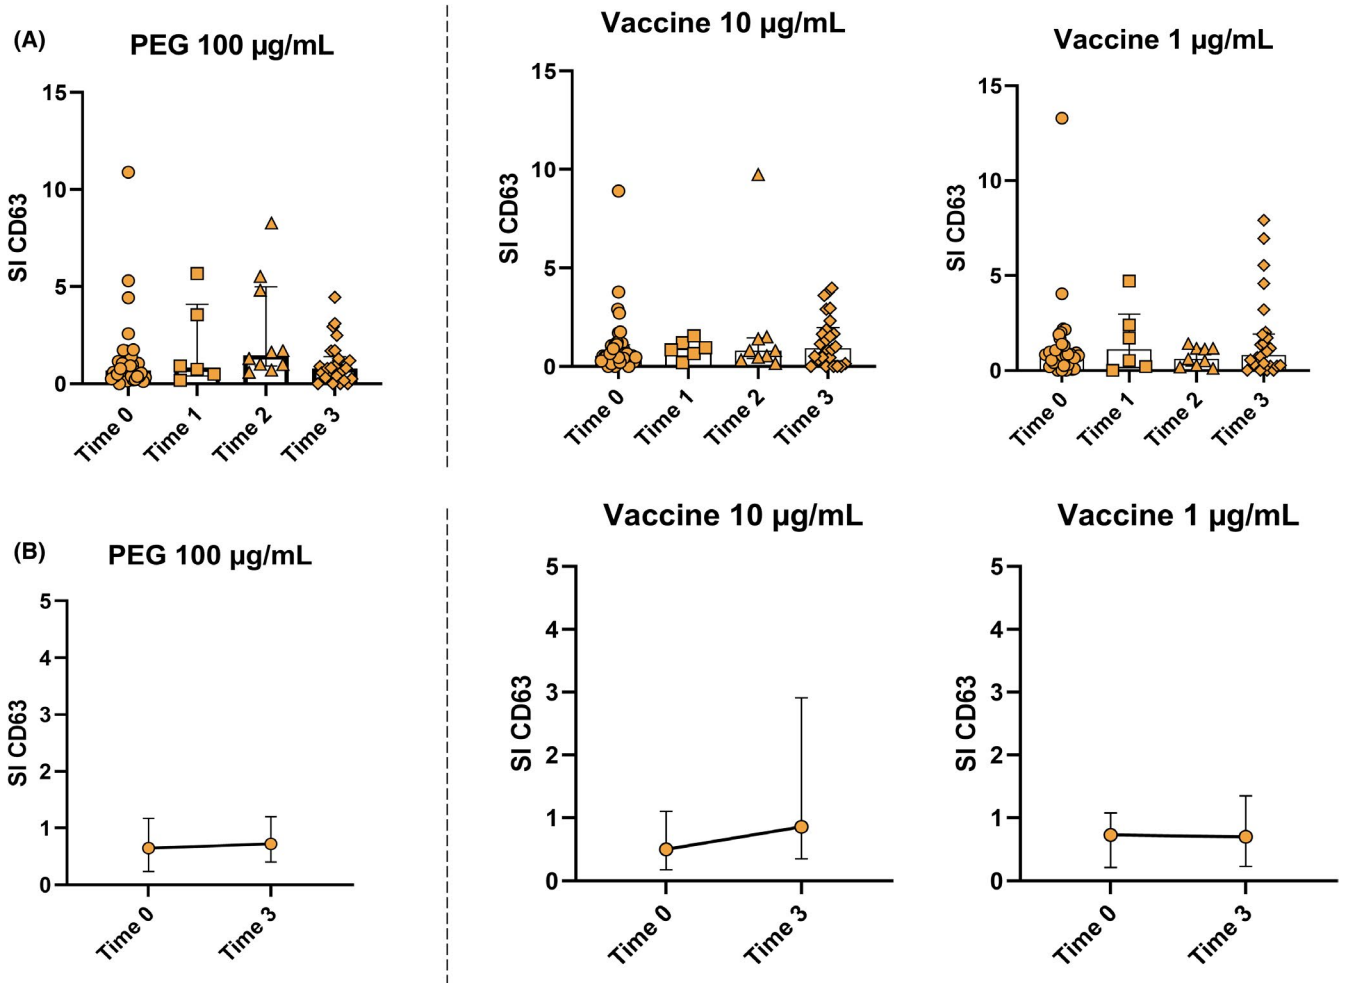 (A)
PEG 100 µg/mL
SI CD63
15
10
5
0
Time 0
Time 1
Time 2
Time 3
Vaccine 10 µg/mL
SI CD63
15
10
5
0
Time 0
Time 1
Time 2
Time 3
Vaccine 1 µg/mL
SI CD63
15
10
5
0
Time 0
Time 1
Time 2
Time 3
(B)
PEG 100 µg/mL
SI CD63
5
4
3
2
1
0
Time 0
Time 3
Vaccine 10 µg/mL
SI CD63
5
4
3
2
1
0
Time 0
Time 3
Vaccine 1 µg/mL
SI CD63
5
4
3
2
1
0
Time 0
Time 3